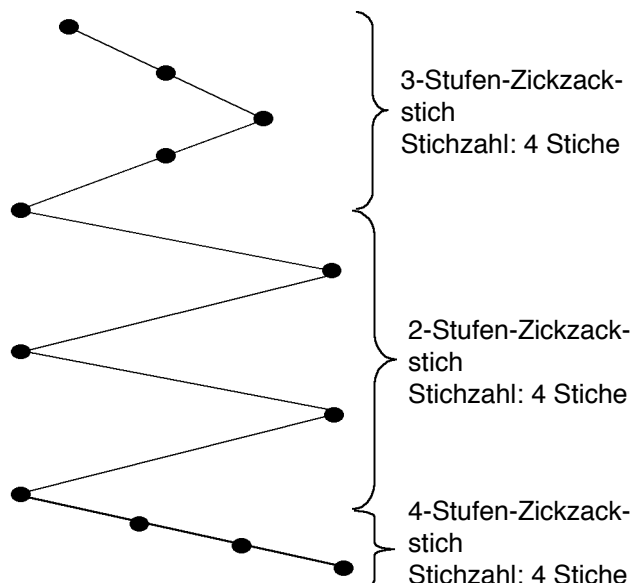 3-Stufen-Zickzack-
stich
Stichzahl: 4 Stiche
2-Stufen-Zickzack-
stich
Stichzahl: 4 Stiche
4-Stufen-Zickzack-
stich
Stichzahl: 4 Stiche